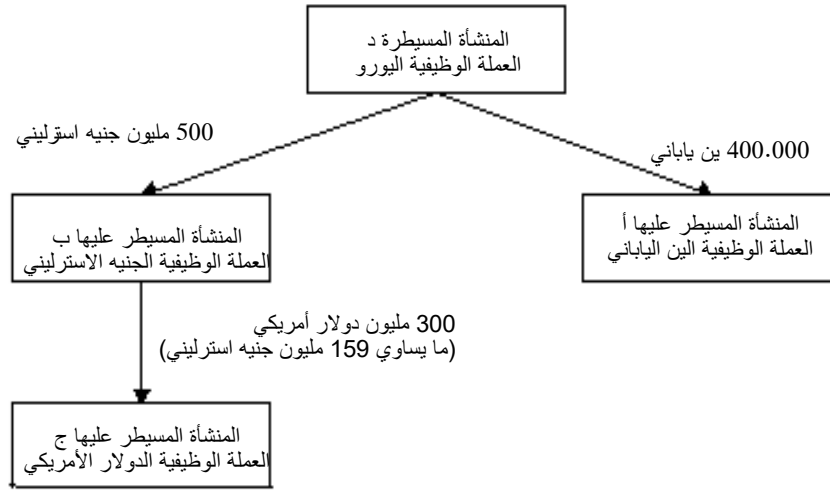 المنشأة المسيطرة د
العملة الوظيفية اليورو
400.000 ين ياباني
500 مليون جنيه استرليني
المنشأة المسيطر عليها أ
العملة الوظيفية الين الياباني
المنشأة المسيطر عليها ب
العملة الوظيفية الجنيه الاسترليني
300 مليون دولار أمريكي
(ما يساوي 159 مليون جنيه استرليني)
المنشأة المسيطر عليها ج
العملة الوظيفية الدولار الأمريكي